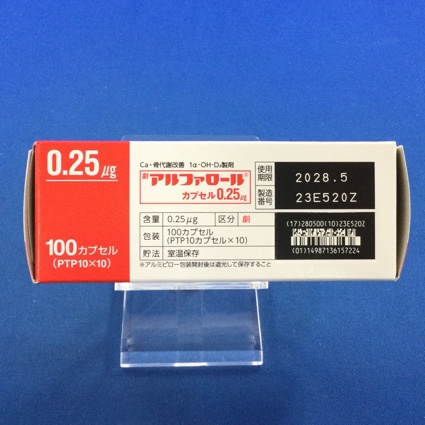 0.25μg
100カプセル
(PTP10×10)
Ca・骨代謝改善 1α-OH-D₃製剤
劇 アルファロール®
カプセル0.25μg
含量 0.25μg 区分 劇
包装 100カプセル
(PTP10カプセル×10)
貯法 室温保存
※アルミピロー包装開封後は遮光して保存すること
使用
期限 2028.5
製造
番号 23E520Z
(17)280500(10)23E520Z
(01)14987136157224